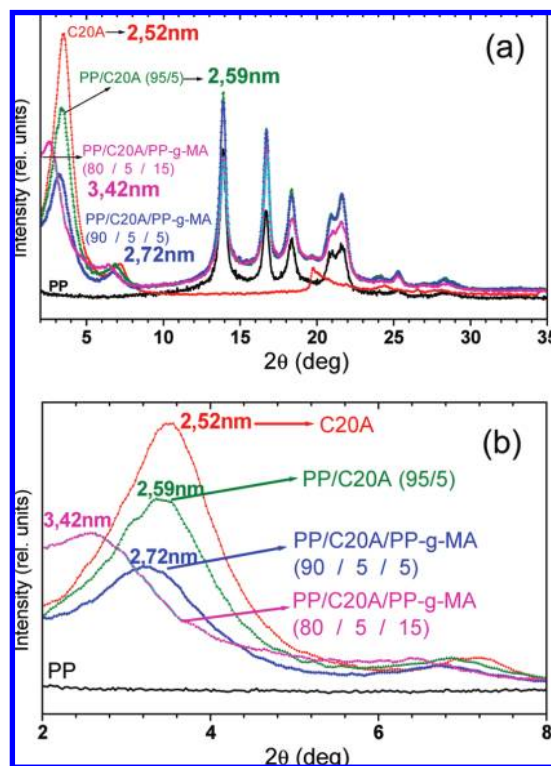 (a)
C20A 2,52nm
PP/C20A (95/5) 2,59nm
PP/C20A/PP-g-MA
(80 / 5 / 15)
3,42nm
PP/C20A/PP-g-MA
(90 / 5 / 5)
2,72nm
PP
Intensity (rel. units)
5 10 15 20 25 30 35
2θ (deg)
(b)
2,52nm C20A
2,59nm PP/C20A (95/5)
3,42nm
2,72nm PP/C20A/PP-g-MA
(90 / 5 / 5)
PP/C20A/PP-g-MA
(80 / 5 / 15)
PP
Intensity (rel. units)
2 4 6 8
2θ (deg)